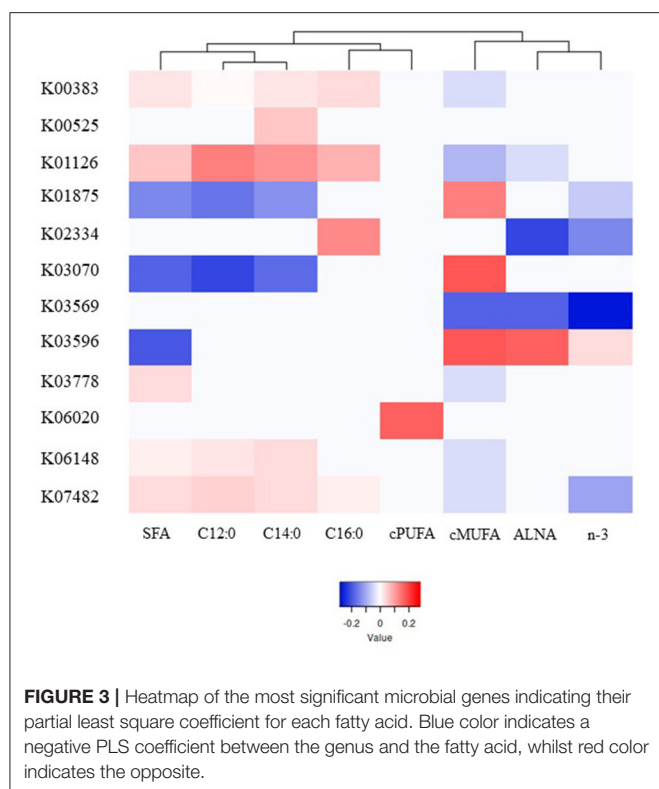 K00383
K00525
K01126
K01875
K02334
K03070
K03569
K03596
K03778
K06020
K06148
K07482
SFA C12:0 C14:0 C16:0 cPUFA cMUFA ALNA n-3
-0.2 0 0.2
Value
FIGURE 3 | Heatmap of the most significant microbial genes indicating their
partial least square coefficient for each fatty acid. Blue color indicates a
negative PLS coefficient between the genus and the fatty acid, whilst red color
indicates the opposite.